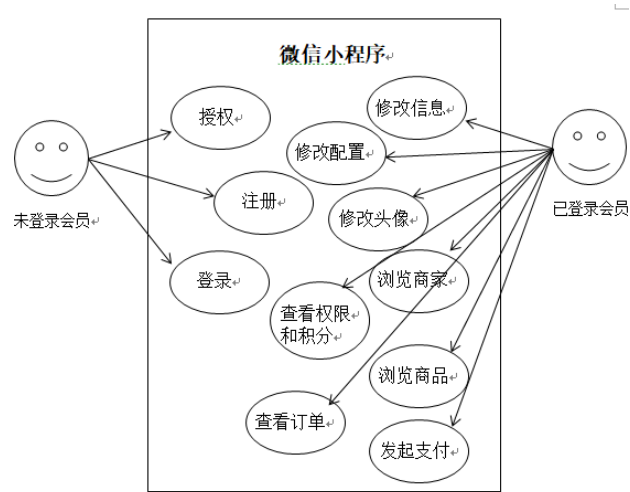 微信小程序
授权
修改信息
修改配置
注册
未登录会员
已登录会员
修改头像
登录
浏览商家
查看权限
和积分
浏览商品
查看订单
发起支付